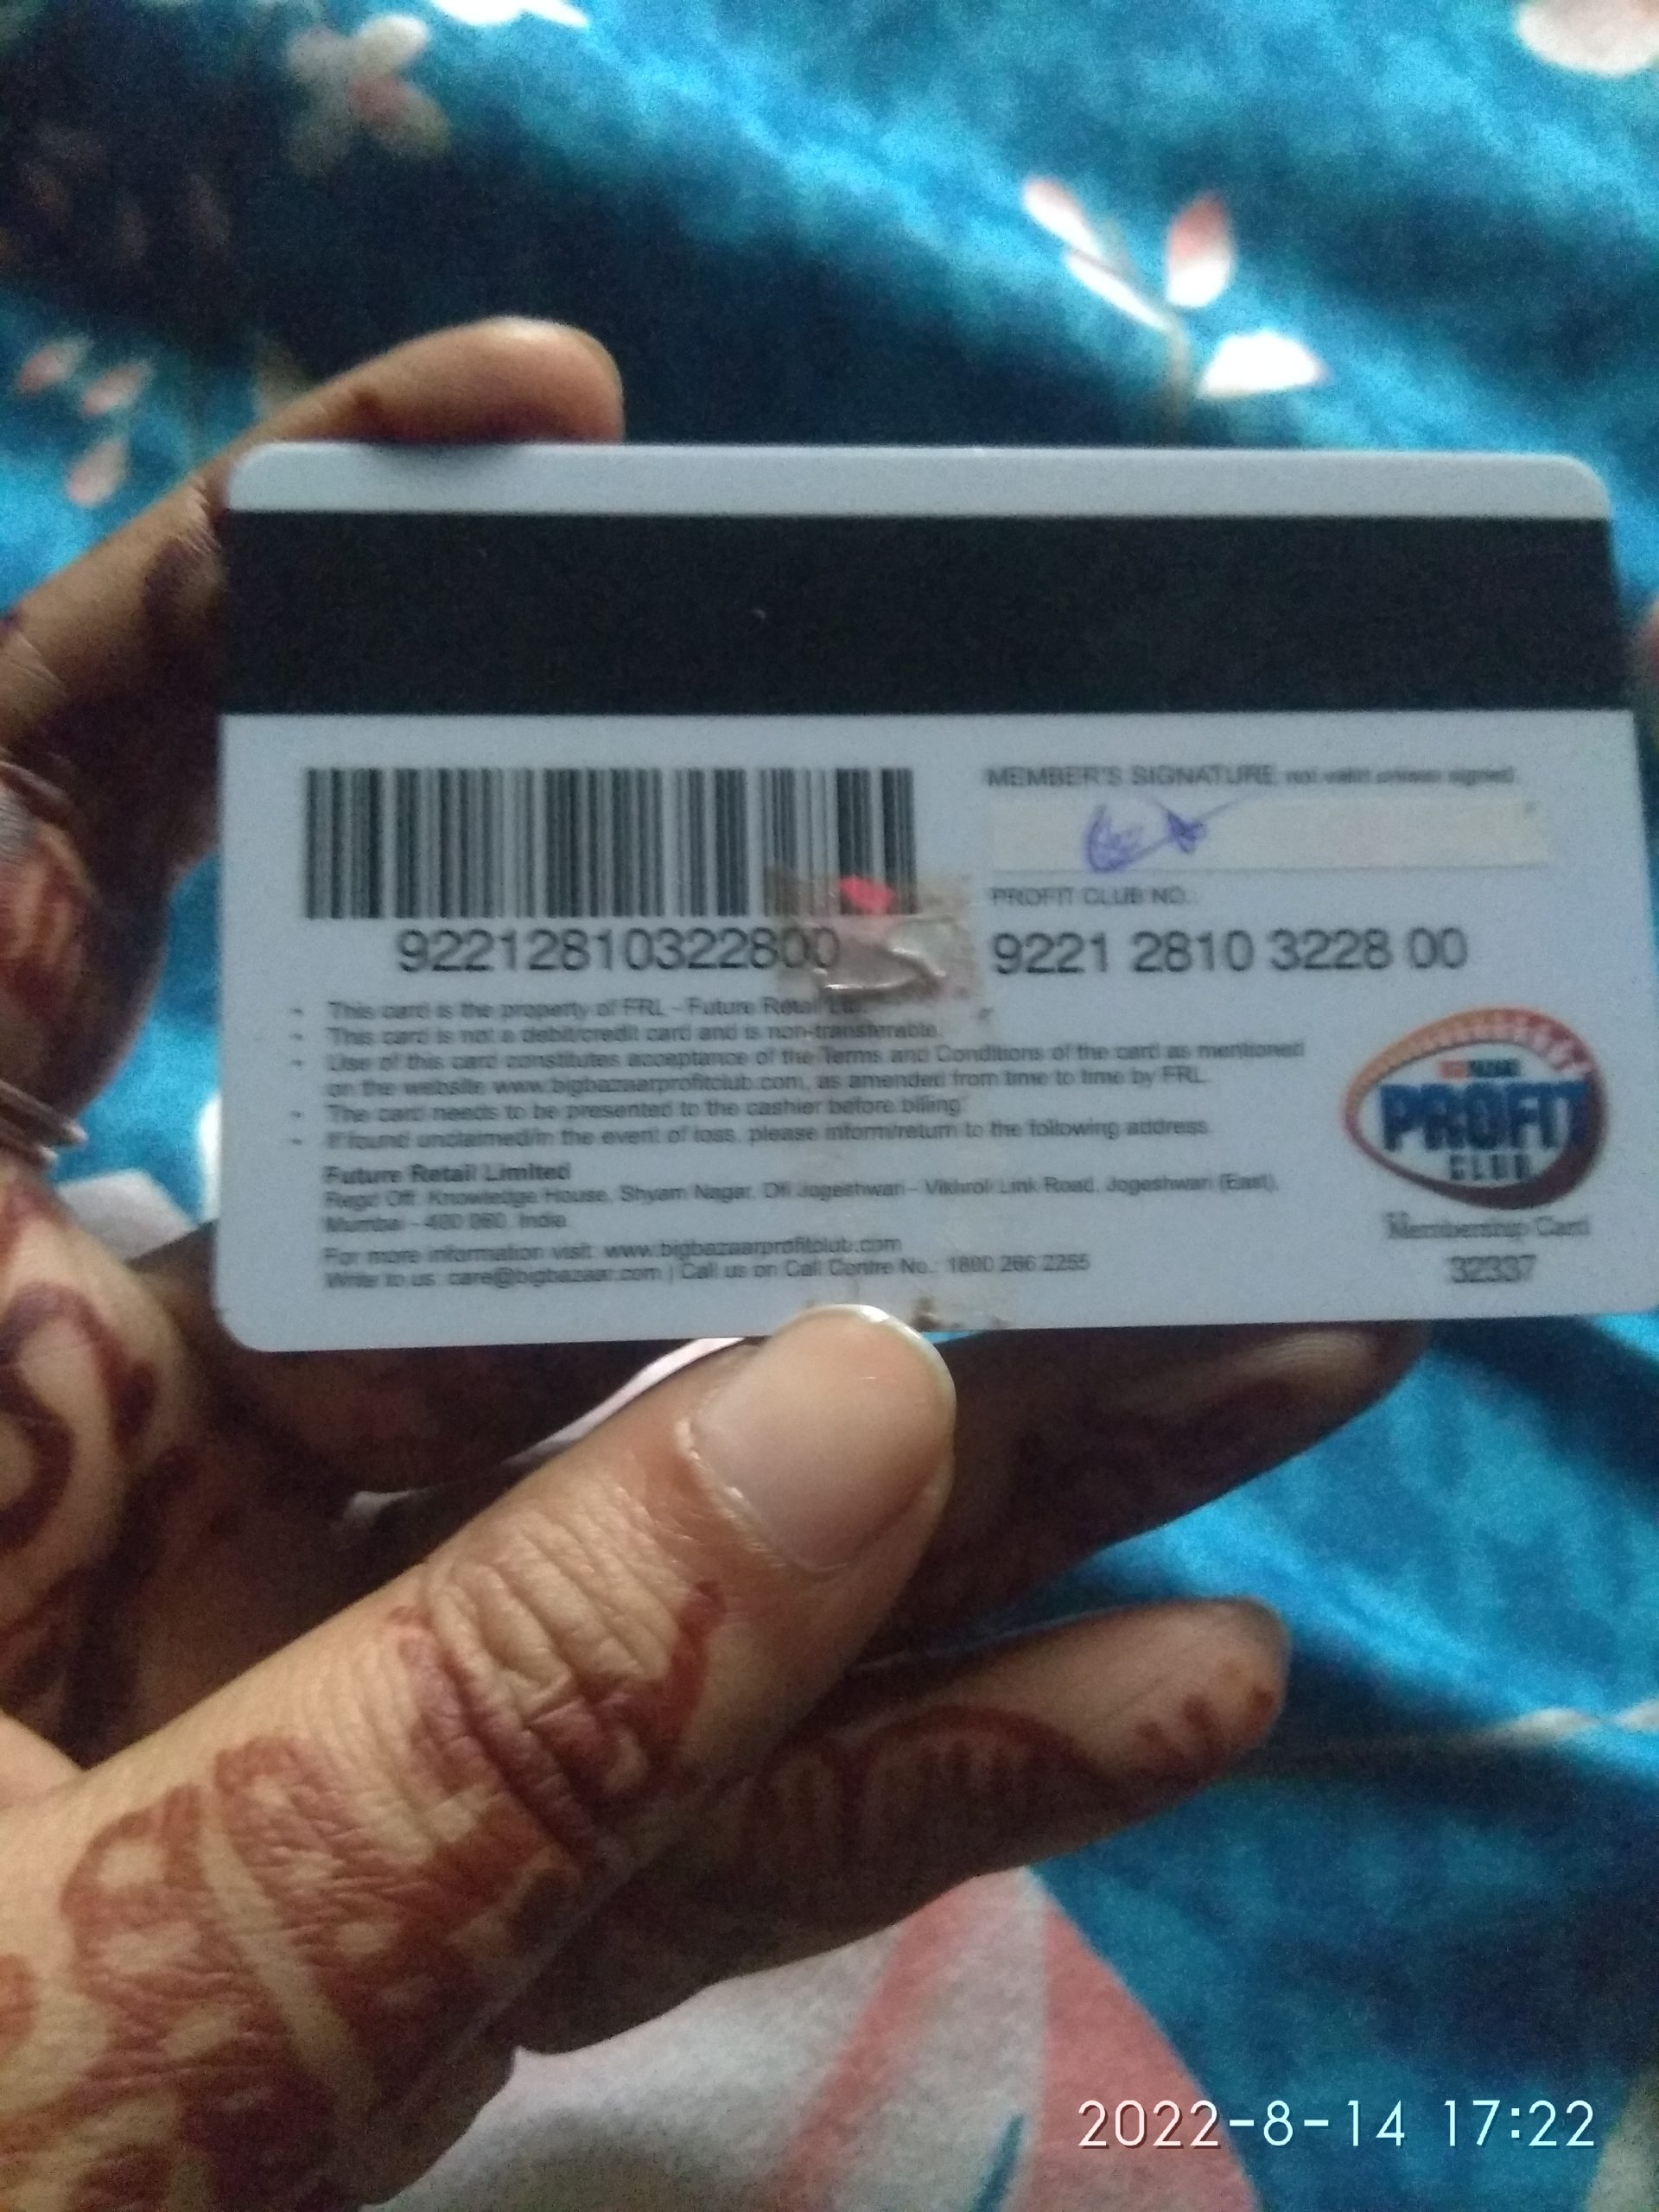 MEMBER'S SIGNATURE not valid unless signed.
PROFIT CLUB NO.:
92212810322800
9221 2810 3228 00
- This card is the property of FRL - Future Retail Ltd.
- This card is not a debit/credit card and is non-transferable.
- Use of this card constitutes acceptance of the Terms and Conditions of the card as mentioned
on the website www.bigbazaarprofitclub.com, as amended from time to time by FRL.
- The card needs to be presented to the cashier before billing.
- If found unclaimed/in the event of loss, please inform/return to the following address.
Future Retail Limited
Regd Off: Knowledge House, Shyam Nagar, Off Jogeshwari - Vikhroli Link Road, Jogeshwari (East),
Mumbai - 400 060. India.
For more information visit: www.bigbazaarprofitclub.com
Write to us: care@bigbazaar.com | Call us on Call Centre No.: 1800 266 2255
BIG BAZAAR
PROFIT
CLUB
Membership Card
32337
2022-8-14 17:22